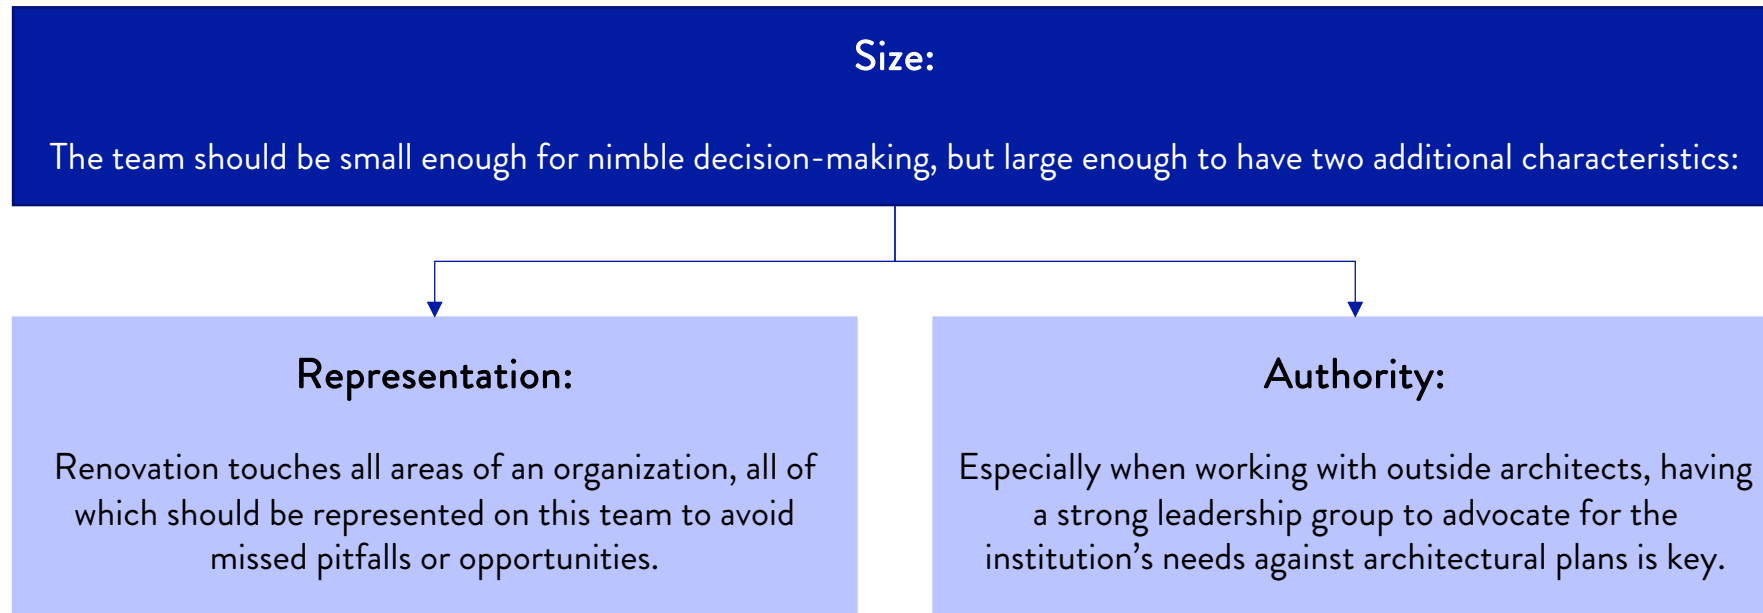 Size:
The team should be small enough for nimble decision-making, but large enough to have two additional characteristics:
Representation:
Renovation touches all areas of an organization, all of
which should be represented on this team to avoid
missed pitfalls or opportunities.
Authority:
Especially when working with outside architects, having
a strong leadership group to advocate for the
institution’s needs against architectural plans is key.